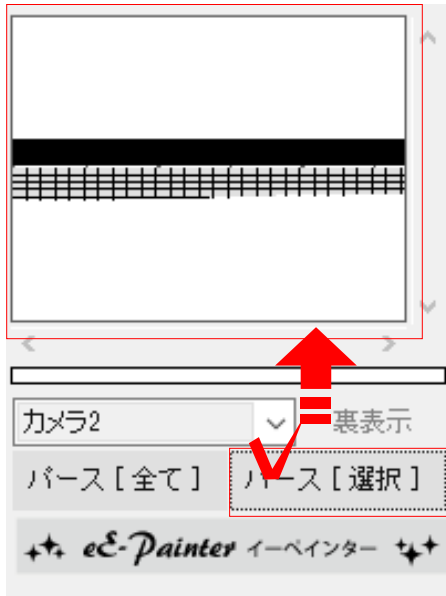 カメラ2
裏表示
パース [ 全て ]
パース [ 選択 ]
eE-Painter イーペインター